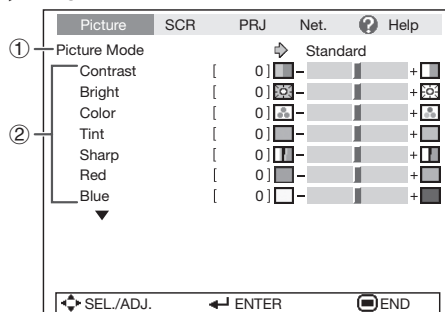 Picture SCR PRJ Net. ? Help
① Picture Mode Standard
② Contrast [ 0 ] - +
Bright [ 0 ] - +
Color [ 0 ] - +
Tint [ 0 ] - +
Sharp [ 0 ] - +
Red [ 0 ] - +
Blue [ 0 ] - +
SEL./ADJ. ENTER END